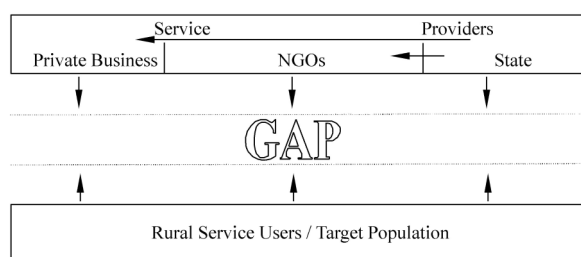 Service Providers
Private Business NGOs State
GAP
Rural Service Users / Target Population